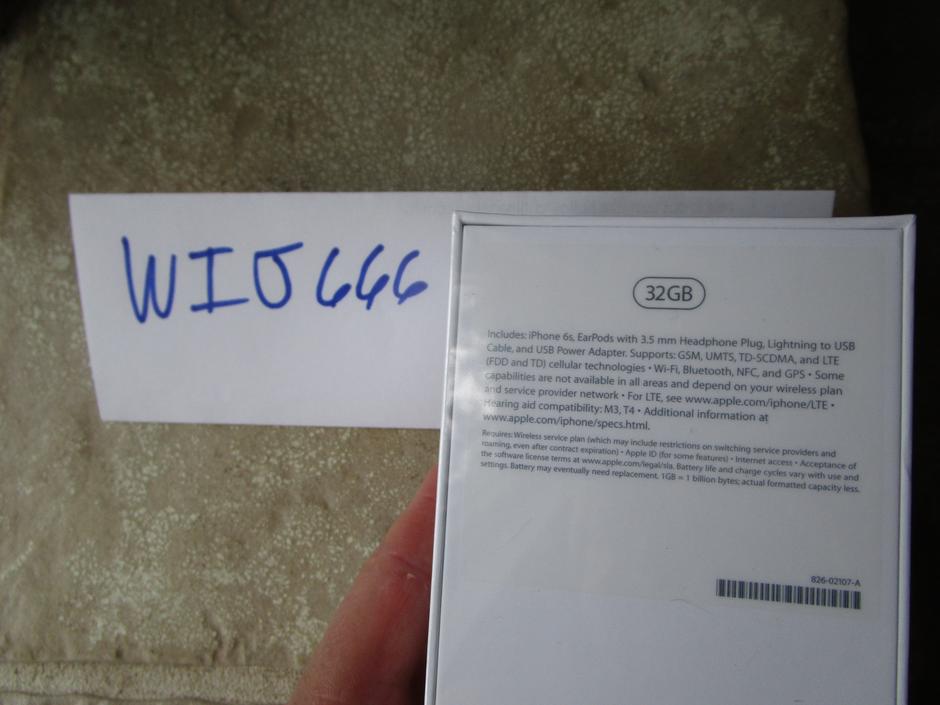 WIJ666
32GB
Includes: iPhone 6s, EarPods with 3.5 mm Headphone Plug, Lightning to USB
Cable, and USB Power Adapter. Supports: GSM, UMTS, TD-SCDMA, and LTE
(FDD and TD) cellular technologies • Wi-Fi, Bluetooth, NFC, and GPS • Some
capabilities are not available in all areas and depend on your wireless plan
and service provider network • For LTE, see www.apple.com/iphone/LTE •
Hearing aid compatibility: M3, T4 • Additional information at
www.apple.com/iphone/specs.html.
Requires: Wireless service plan (which may include restrictions on switching service providers and
roaming, even after contract expiration) • Apple ID (for some features) • Internet access • Acceptance of
the software license terms at www.apple.com/legal/sla. Battery life and charge cycles vary with use and
settings. Battery may eventually need replacement. 1GB = 1 billion bytes; actual formatted capacity less.
826-02107-A